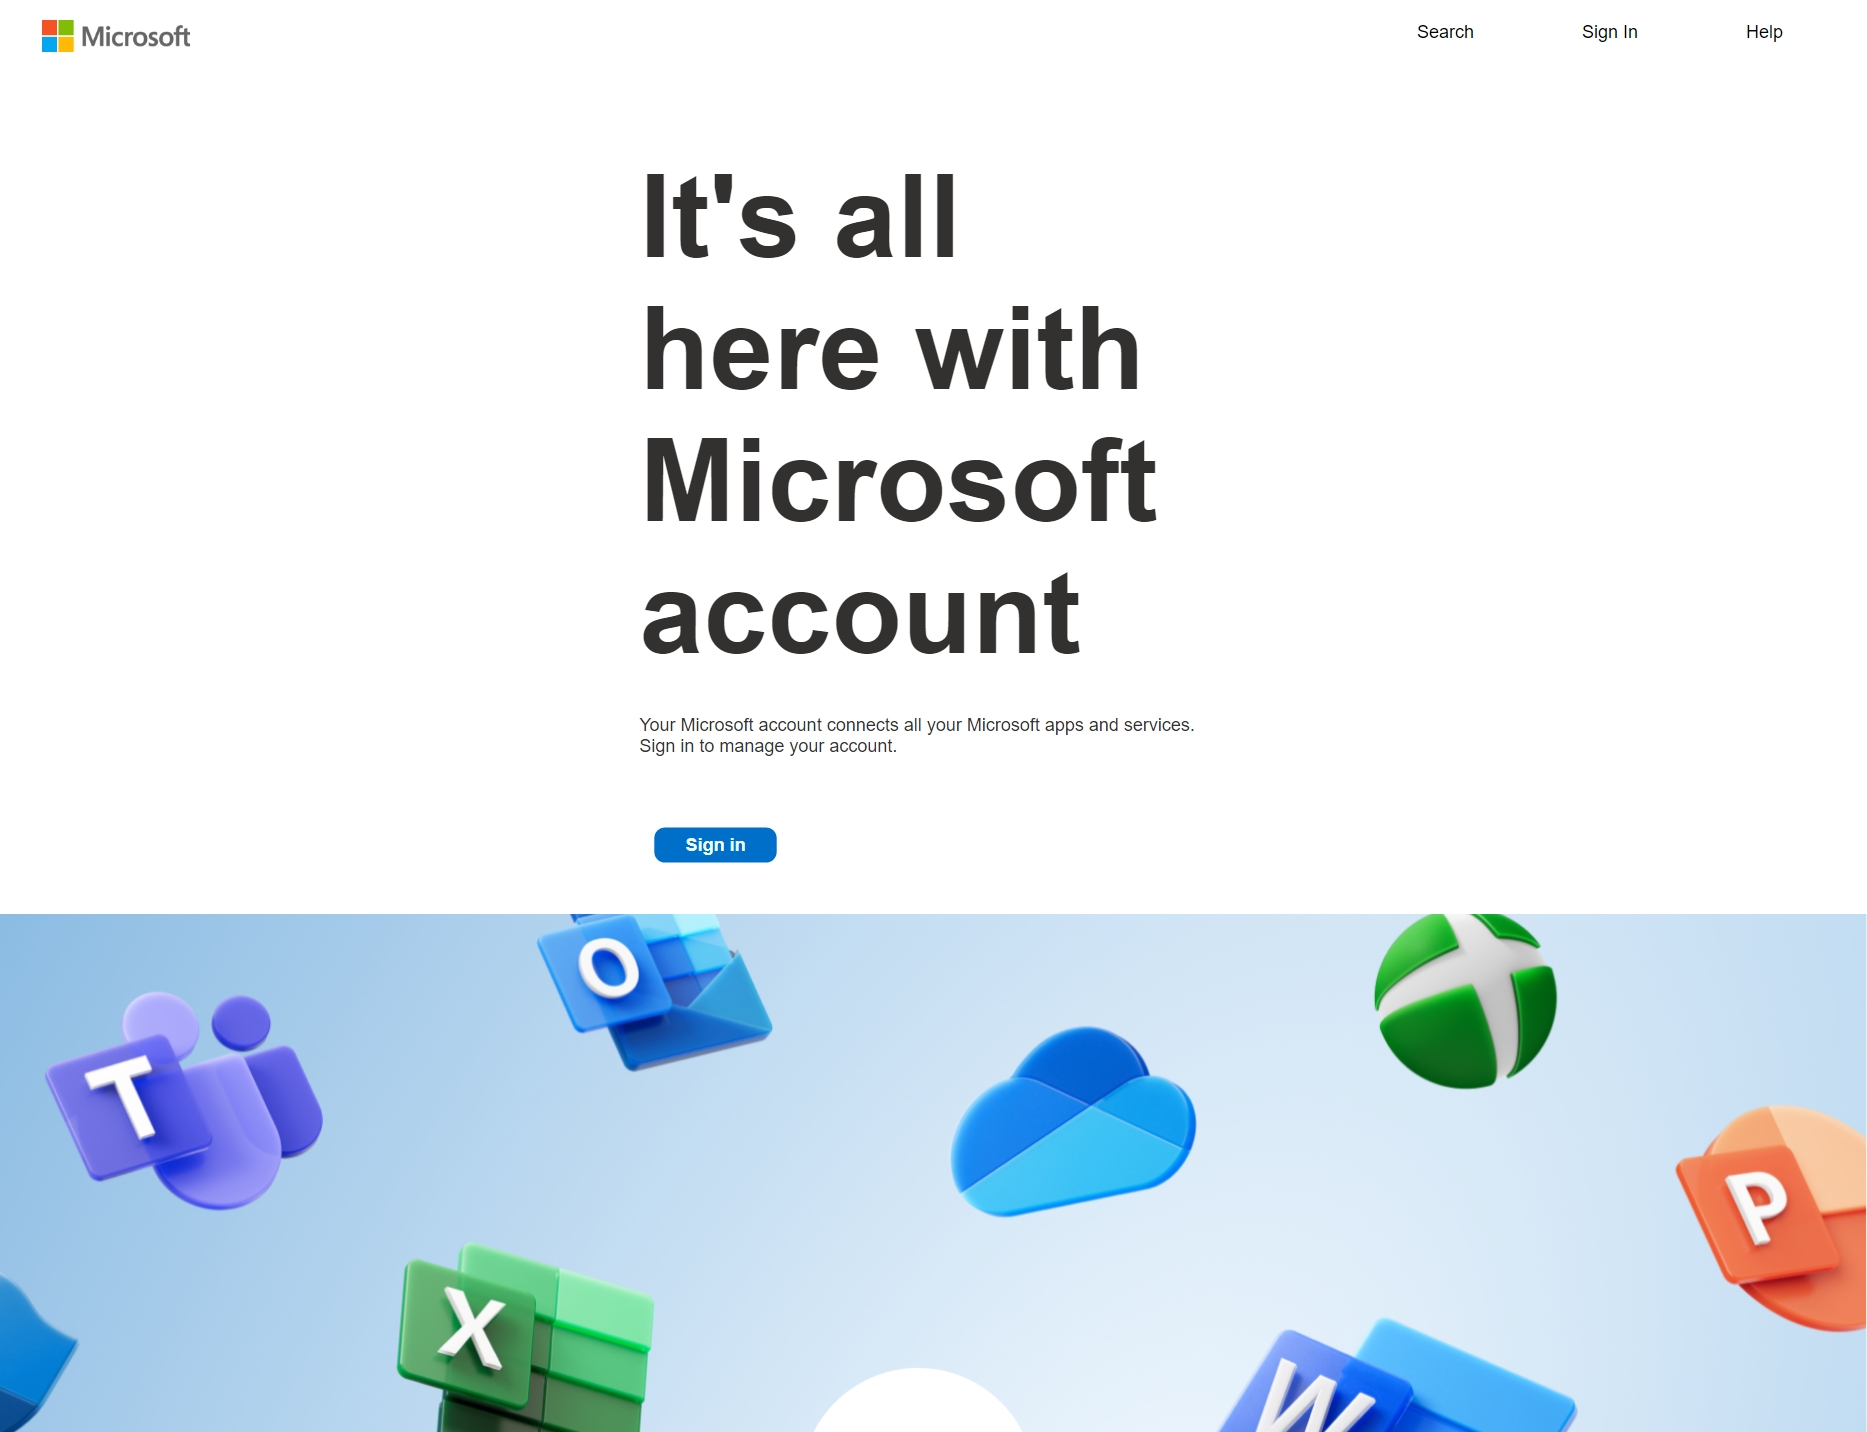 Microsoft
Search
Sign In
Help
It's all
here with
Microsoft
account
Your Microsoft account connects all your Microsoft apps and services.
Sign in to manage your account.
Sign in
O
T
P
X
W